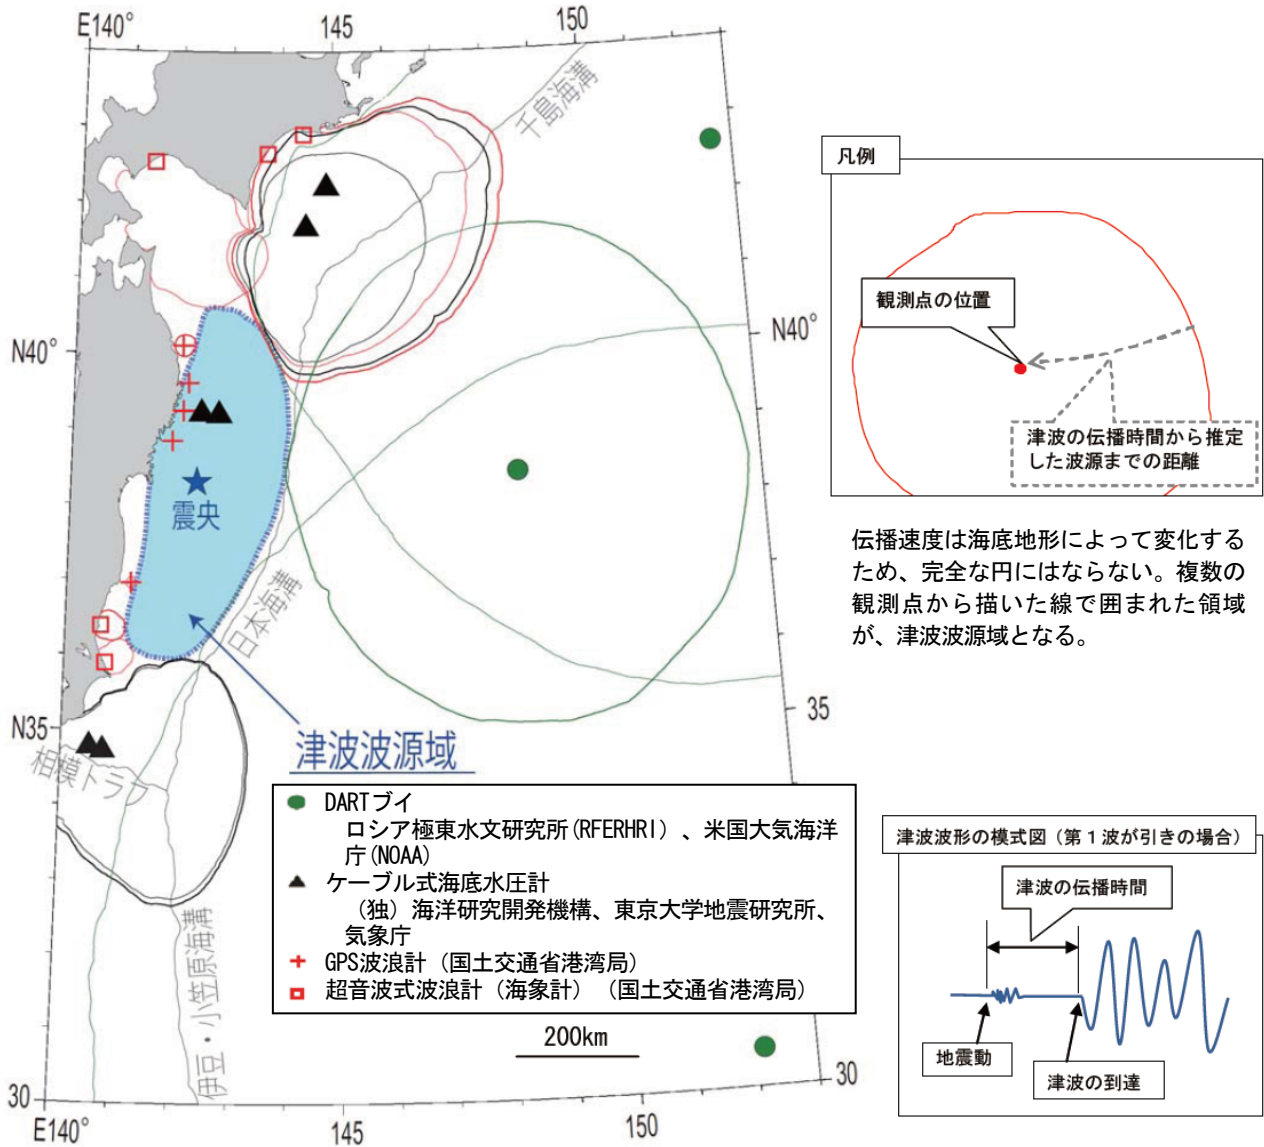 E140°
145
150
千島海溝
N40°
N40°
震央
日本海溝
N35°
35
相模トラフ
津波波源域
伊豆・小笠原海溝
DARTブイ
ロシア極東水文研究所(RFERHRI)、米国大気海洋
庁(NOAA)
ケーブル式海底水圧計
(独)海洋研究開発機構、東京大学地震研究所、
気象庁
GPS波浪計(国土交通省港湾局)
超音波式波浪計(海象計)(国土交通省港湾局)
200km
30
30
E140°
145
150
凡例
観測点の位置
津波の伝播時間から推定
した波源までの距離
伝播速度は海底地形によって変化する
ため、完全な円にはならない。複数の
観測点から描いた線で囲まれた領域
が、津波波源域となる。
津波波形の模式図(第1波が引きの場合)
津波の伝播時間
地震動
津波の到達